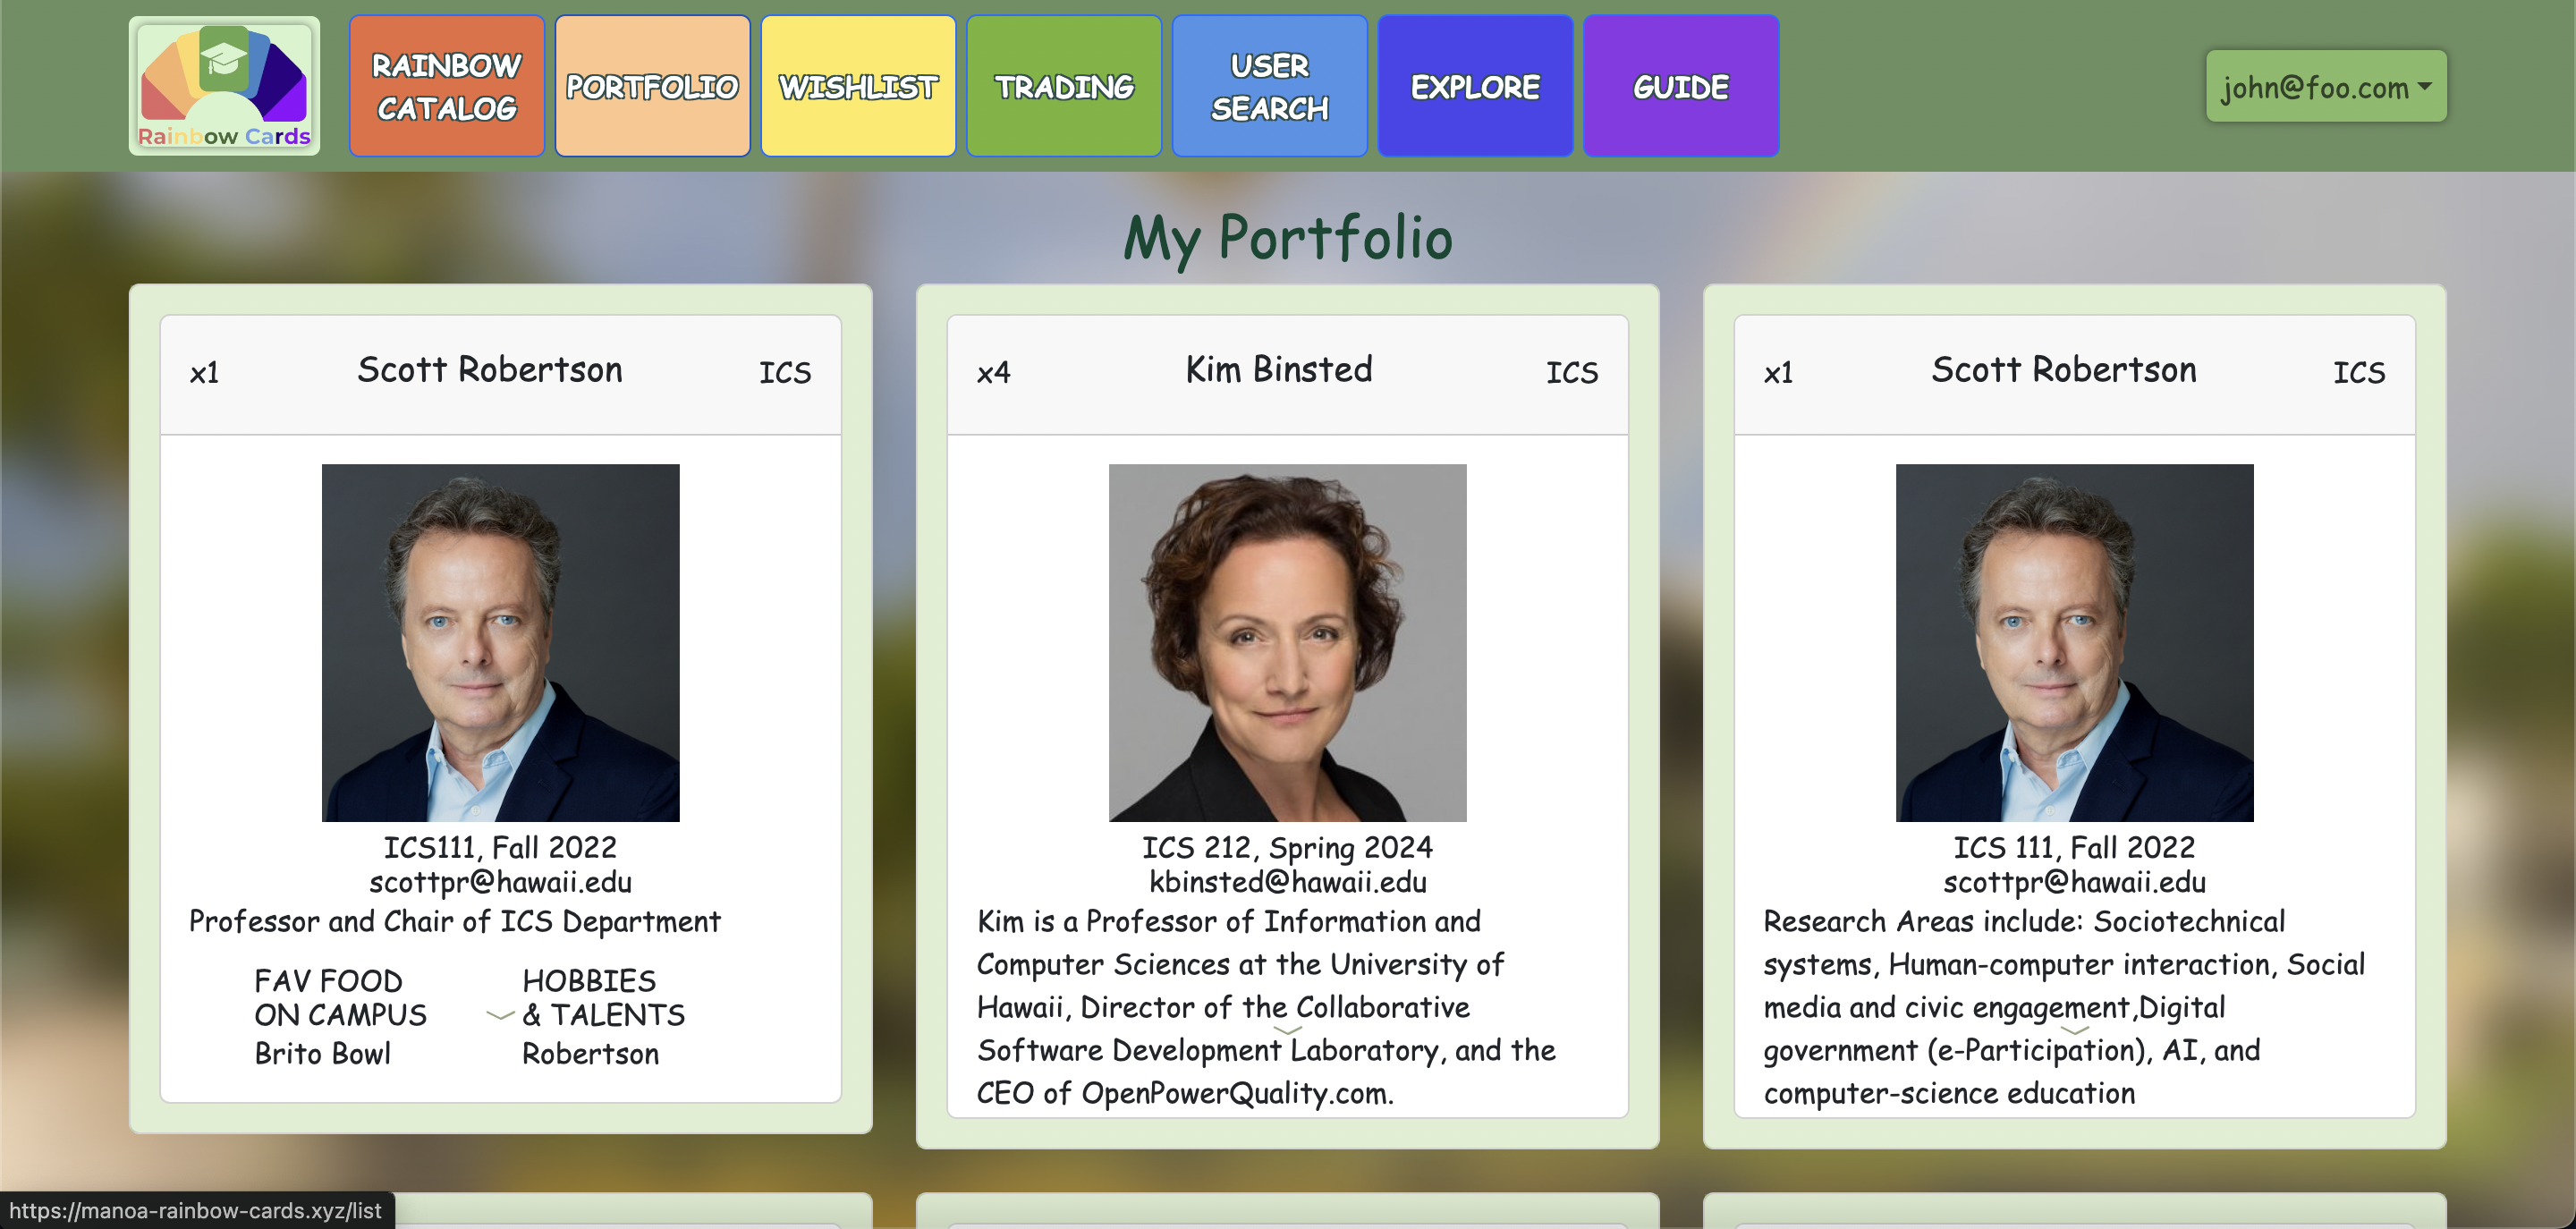 Rainbow Cards
RAINBOW
CATALOG
PORTFOLIO
WISHLIST
TRADING
USER
SEARCH
EXPLORE
GUIDE
john@foo.com
My Portfolio
x1 Scott Robertson ICS
ICS111, Fall 2022
scottpr@hawaii.edu
Professor and Chair of ICS Department
FAV FOOD
ON CAMPUS
Brito Bowl
HOBBIES
& TALENTS
Robertson
x4 Kim Binsted ICS
ICS 212, Spring 2024
kbinsted@hawaii.edu
Kim is a Professor of Information and
Computer Sciences at the University of
Hawaii, Director of the Collaborative
Software Development Laboratory, and the
CEO of OpenPowerQuality.com.
x1 Scott Robertson ICS
ICS 111, Fall 2022
scottpr@hawaii.edu
Research Areas include: Sociotechnical
systems, Human-computer interaction, Social
media and civic engagement,Digital
government (e-Participation), AI, and
computer-science education
https://manoa-rainbow-cards.xyz/list